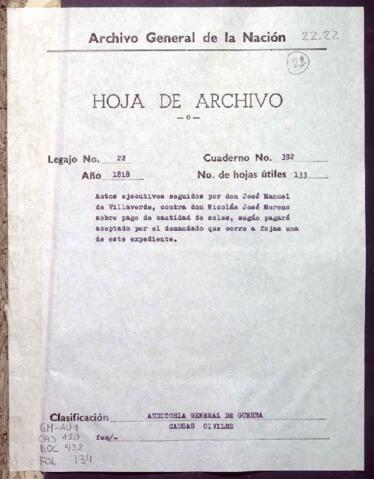 Archivo General de la Nación 22.22
22
HOJA DE ARCHIVO
—o—
Legajo No. 22 Cuaderno No. 392
Año 1818 No. de hojas útiles 133
Autos ejecutivos seguidos por don José Manuel
de Villaverde, contra don Nicolás José Moreno
sobre pago de cantidad de soles, según pagaré
aceptado por el demandado que corre a fojas una
de este expediente.
Clasificación AUDITORIA GENERAL DE GUERRA
CAUSAS CIVILES
GM-AU1
CAJ 120
DOC 432
FOL 134